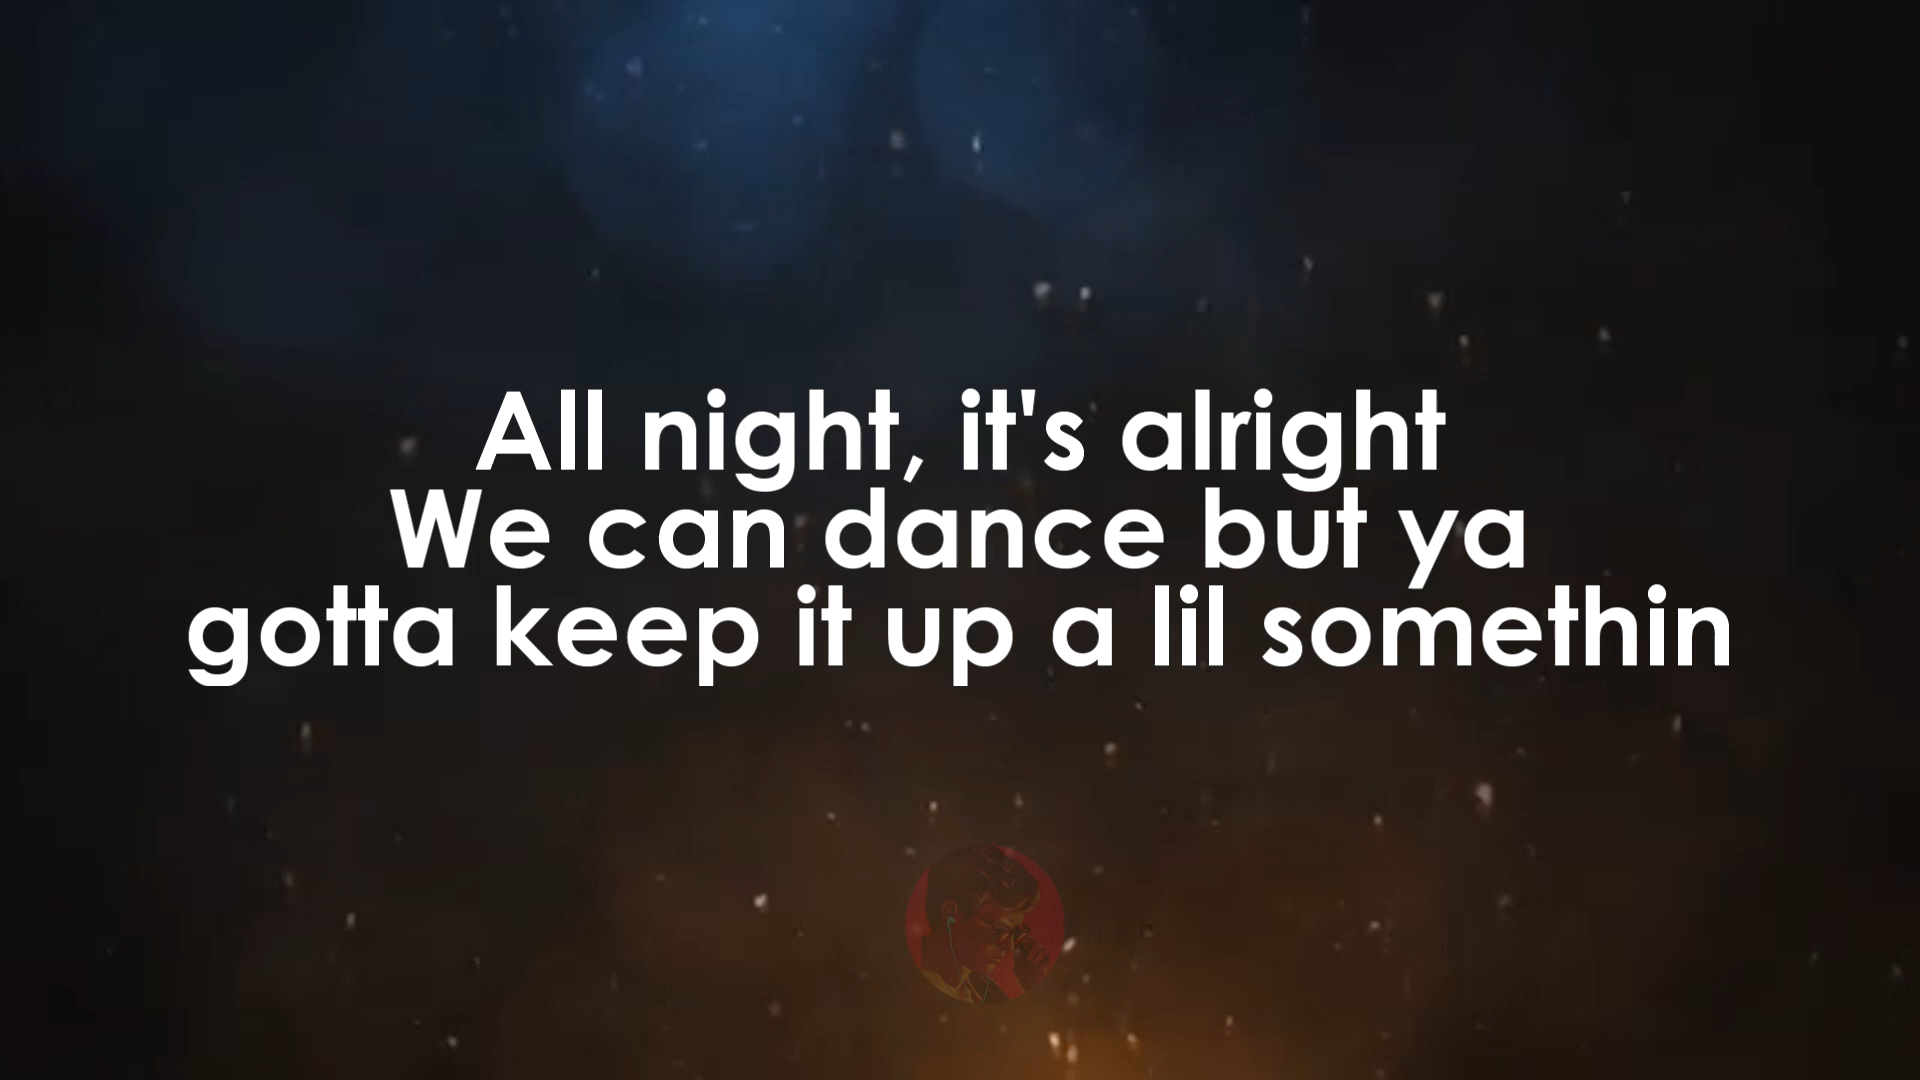 All night, it's alright
We can dance but ya
gotta keep it up a lil somethin